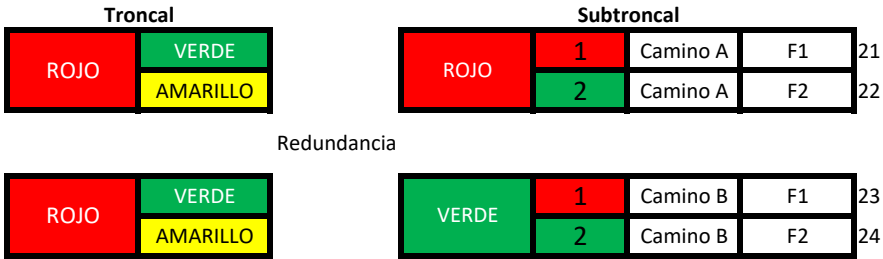 Troncal Subtroncal
ROJO VERDE ROJO 1 Camino A F1 21
AMARILLO 2 Camino A F2 22
Redundancia
ROJO VERDE VERDE 1 Camino B F1 23
AMARILLO 2 Camino B F2 24